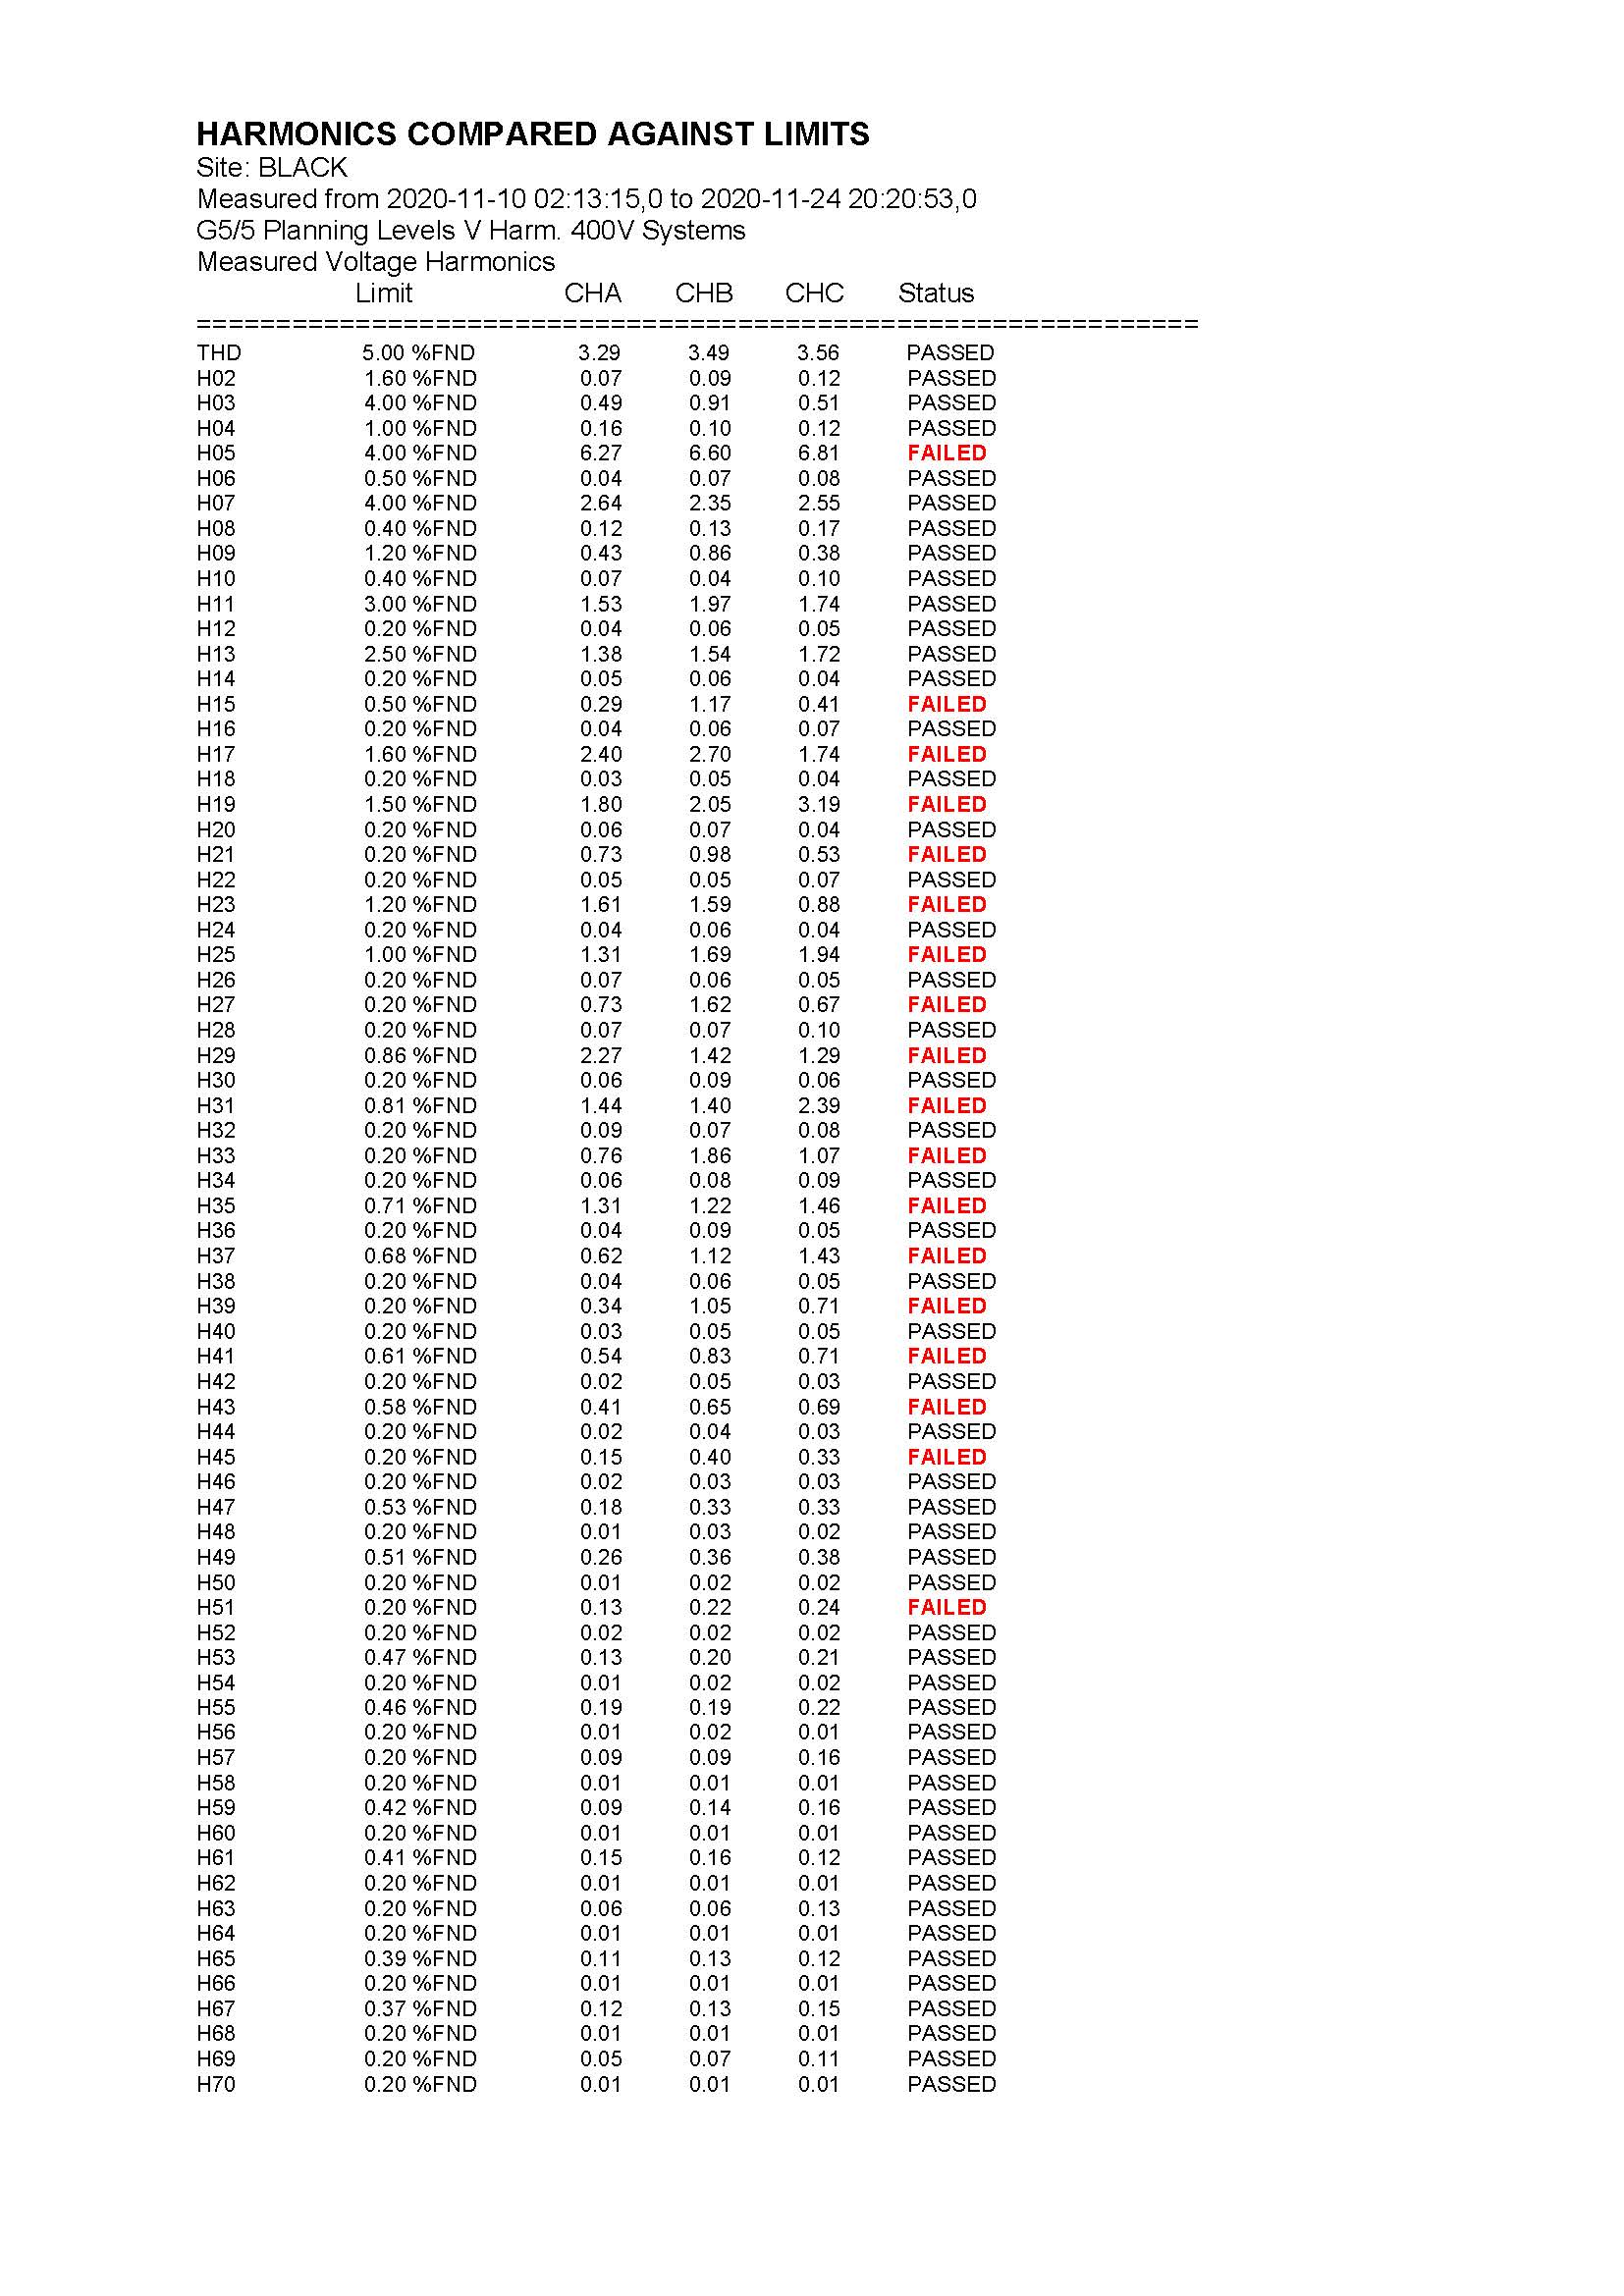 HARMONICS COMPARED AGAINST LIMITS
Site: BLACK
Measured from 2020-11-10 02:13:15,0 to 2020-11-24 20:20:53,0
G5/5 Planning Levels V Harm. 400V Systems
Measured Voltage Harmonics
Limit CHA CHB CHC Status
===============================================================
THD 5.00 %FND 3.29 3.49 3.56 PASSED
H02 1.60 %FND 0.07 0.09 0.12 PASSED
H03 4.00 %FND 0.49 0.91 0.51 PASSED
H04 1.00 %FND 0.16 0.10 0.12 PASSED
H05 4.00 %FND 6.27 6.60 6.81 FAILED
H06 0.50 %FND 0.04 0.07 0.08 PASSED
H07 4.00 %FND 2.64 2.35 2.55 PASSED
H08 0.40 %FND 0.12 0.13 0.17 PASSED
H09 1.20 %FND 0.43 0.86 0.38 PASSED
H10 0.40 %FND 0.07 0.04 0.10 PASSED
H11 3.00 %FND 1.53 1.97 1.74 PASSED
H12 0.20 %FND 0.04 0.06 0.05 PASSED
H13 2.50 %FND 1.38 1.54 1.72 PASSED
H14 0.20 %FND 0.05 0.06 0.04 PASSED
H15 0.50 %FND 0.29 1.17 0.41 FAILED
H16 0.20 %FND 0.04 0.06 0.07 PASSED
H17 1.60 %FND 2.40 2.70 1.74 FAILED
H18 0.20 %FND 0.03 0.05 0.04 PASSED
H19 1.50 %FND 1.80 2.05 3.19 FAILED
H20 0.20 %FND 0.06 0.07 0.04 PASSED
H21 0.20 %FND 0.73 0.98 0.53 FAILED
H22 0.20 %FND 0.05 0.05 0.07 PASSED
H23 1.20 %FND 1.61 1.59 0.88 FAILED
H24 0.20 %FND 0.04 0.06 0.04 PASSED
H25 1.00 %FND 1.31 1.69 1.94 FAILED
H26 0.20 %FND 0.07 0.06 0.05 PASSED
H27 0.20 %FND 0.73 1.62 0.67 FAILED
H28 0.20 %FND 0.07 0.07 0.10 PASSED
H29 0.86 %FND 2.27 1.42 1.29 FAILED
H30 0.20 %FND 0.06 0.09 0.06 PASSED
H31 0.81 %FND 1.44 1.40 2.39 FAILED
H32 0.20 %FND 0.09 0.07 0.08 PASSED
H33 0.20 %FND 0.76 1.86 1.07 FAILED
H34 0.20 %FND 0.06 0.08 0.09 PASSED
H35 0.71 %FND 1.31 1.22 1.46 FAILED
H36 0.20 %FND 0.04 0.09 0.05 PASSED
H37 0.68 %FND 0.62 1.12 1.43 FAILED
H38 0.20 %FND 0.04 0.06 0.05 PASSED
H39 0.20 %FND 0.34 1.05 0.71 FAILED
H40 0.20 %FND 0.03 0.05 0.05 PASSED
H41 0.61 %FND 0.54 0.83 0.71 FAILED
H42 0.20 %FND 0.02 0.05 0.03 PASSED
H43 0.58 %FND 0.41 0.65 0.69 FAILED
H44 0.20 %FND 0.02 0.04 0.03 PASSED
H45 0.20 %FND 0.15 0.40 0.33 FAILED
H46 0.20 %FND 0.02 0.03 0.03 PASSED
H47 0.53 %FND 0.18 0.33 0.33 PASSED
H48 0.20 %FND 0.01 0.03 0.02 PASSED
H49 0.51 %FND 0.26 0.36 0.38 PASSED
H50 0.20 %FND 0.01 0.02 0.02 PASSED
H51 0.20 %FND 0.13 0.22 0.24 FAILED
H52 0.20 %FND 0.02 0.02 0.02 PASSED
H53 0.47 %FND 0.13 0.20 0.21 PASSED
H54 0.20 %FND 0.01 0.02 0.02 PASSED
H55 0.46 %FND 0.19 0.19 0.22 PASSED
H56 0.20 %FND 0.01 0.02 0.01 PASSED
H57 0.20 %FND 0.09 0.09 0.16 PASSED
H58 0.20 %FND 0.01 0.01 0.01 PASSED
H59 0.42 %FND 0.09 0.14 0.16 PASSED
H60 0.20 %FND 0.01 0.01 0.01 PASSED
H61 0.41 %FND 0.15 0.16 0.12 PASSED
H62 0.20 %FND 0.01 0.01 0.01 PASSED
H63 0.20 %FND 0.06 0.06 0.13 PASSED
H64 0.20 %FND 0.01 0.01 0.01 PASSED
H65 0.39 %FND 0.11 0.13 0.12 PASSED
H66 0.20 %FND 0.01 0.01 0.01 PASSED
H67 0.37 %FND 0.12 0.13 0.15 PASSED
H68 0.20 %FND 0.01 0.01 0.01 PASSED
H69 0.20 %FND 0.05 0.07 0.11 PASSED
H70 0.20 %FND 0.01 0.01 0.01 PASSED